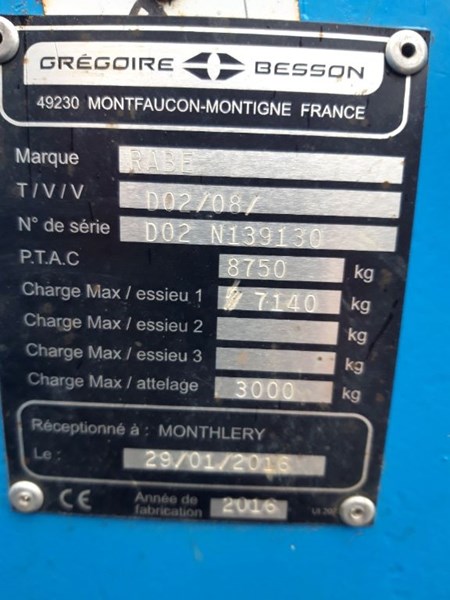 GRÉGOIRE BESSON
49230 MONTFAUCON-MONTIGNE FRANCE
Marque RABE
T / V / V D02/08/
N° de série D02 N139130
P.T.A.C 8750 kg
Charge Max / essieu 1 7140 kg
Charge Max / essieu 2 kg
Charge Max / essieu 3 kg
Charge Max / attelage 3000 kg
Réceptionné à : MONTHLERY
Le : 29/01/2016
CE Année de fabrication 2016